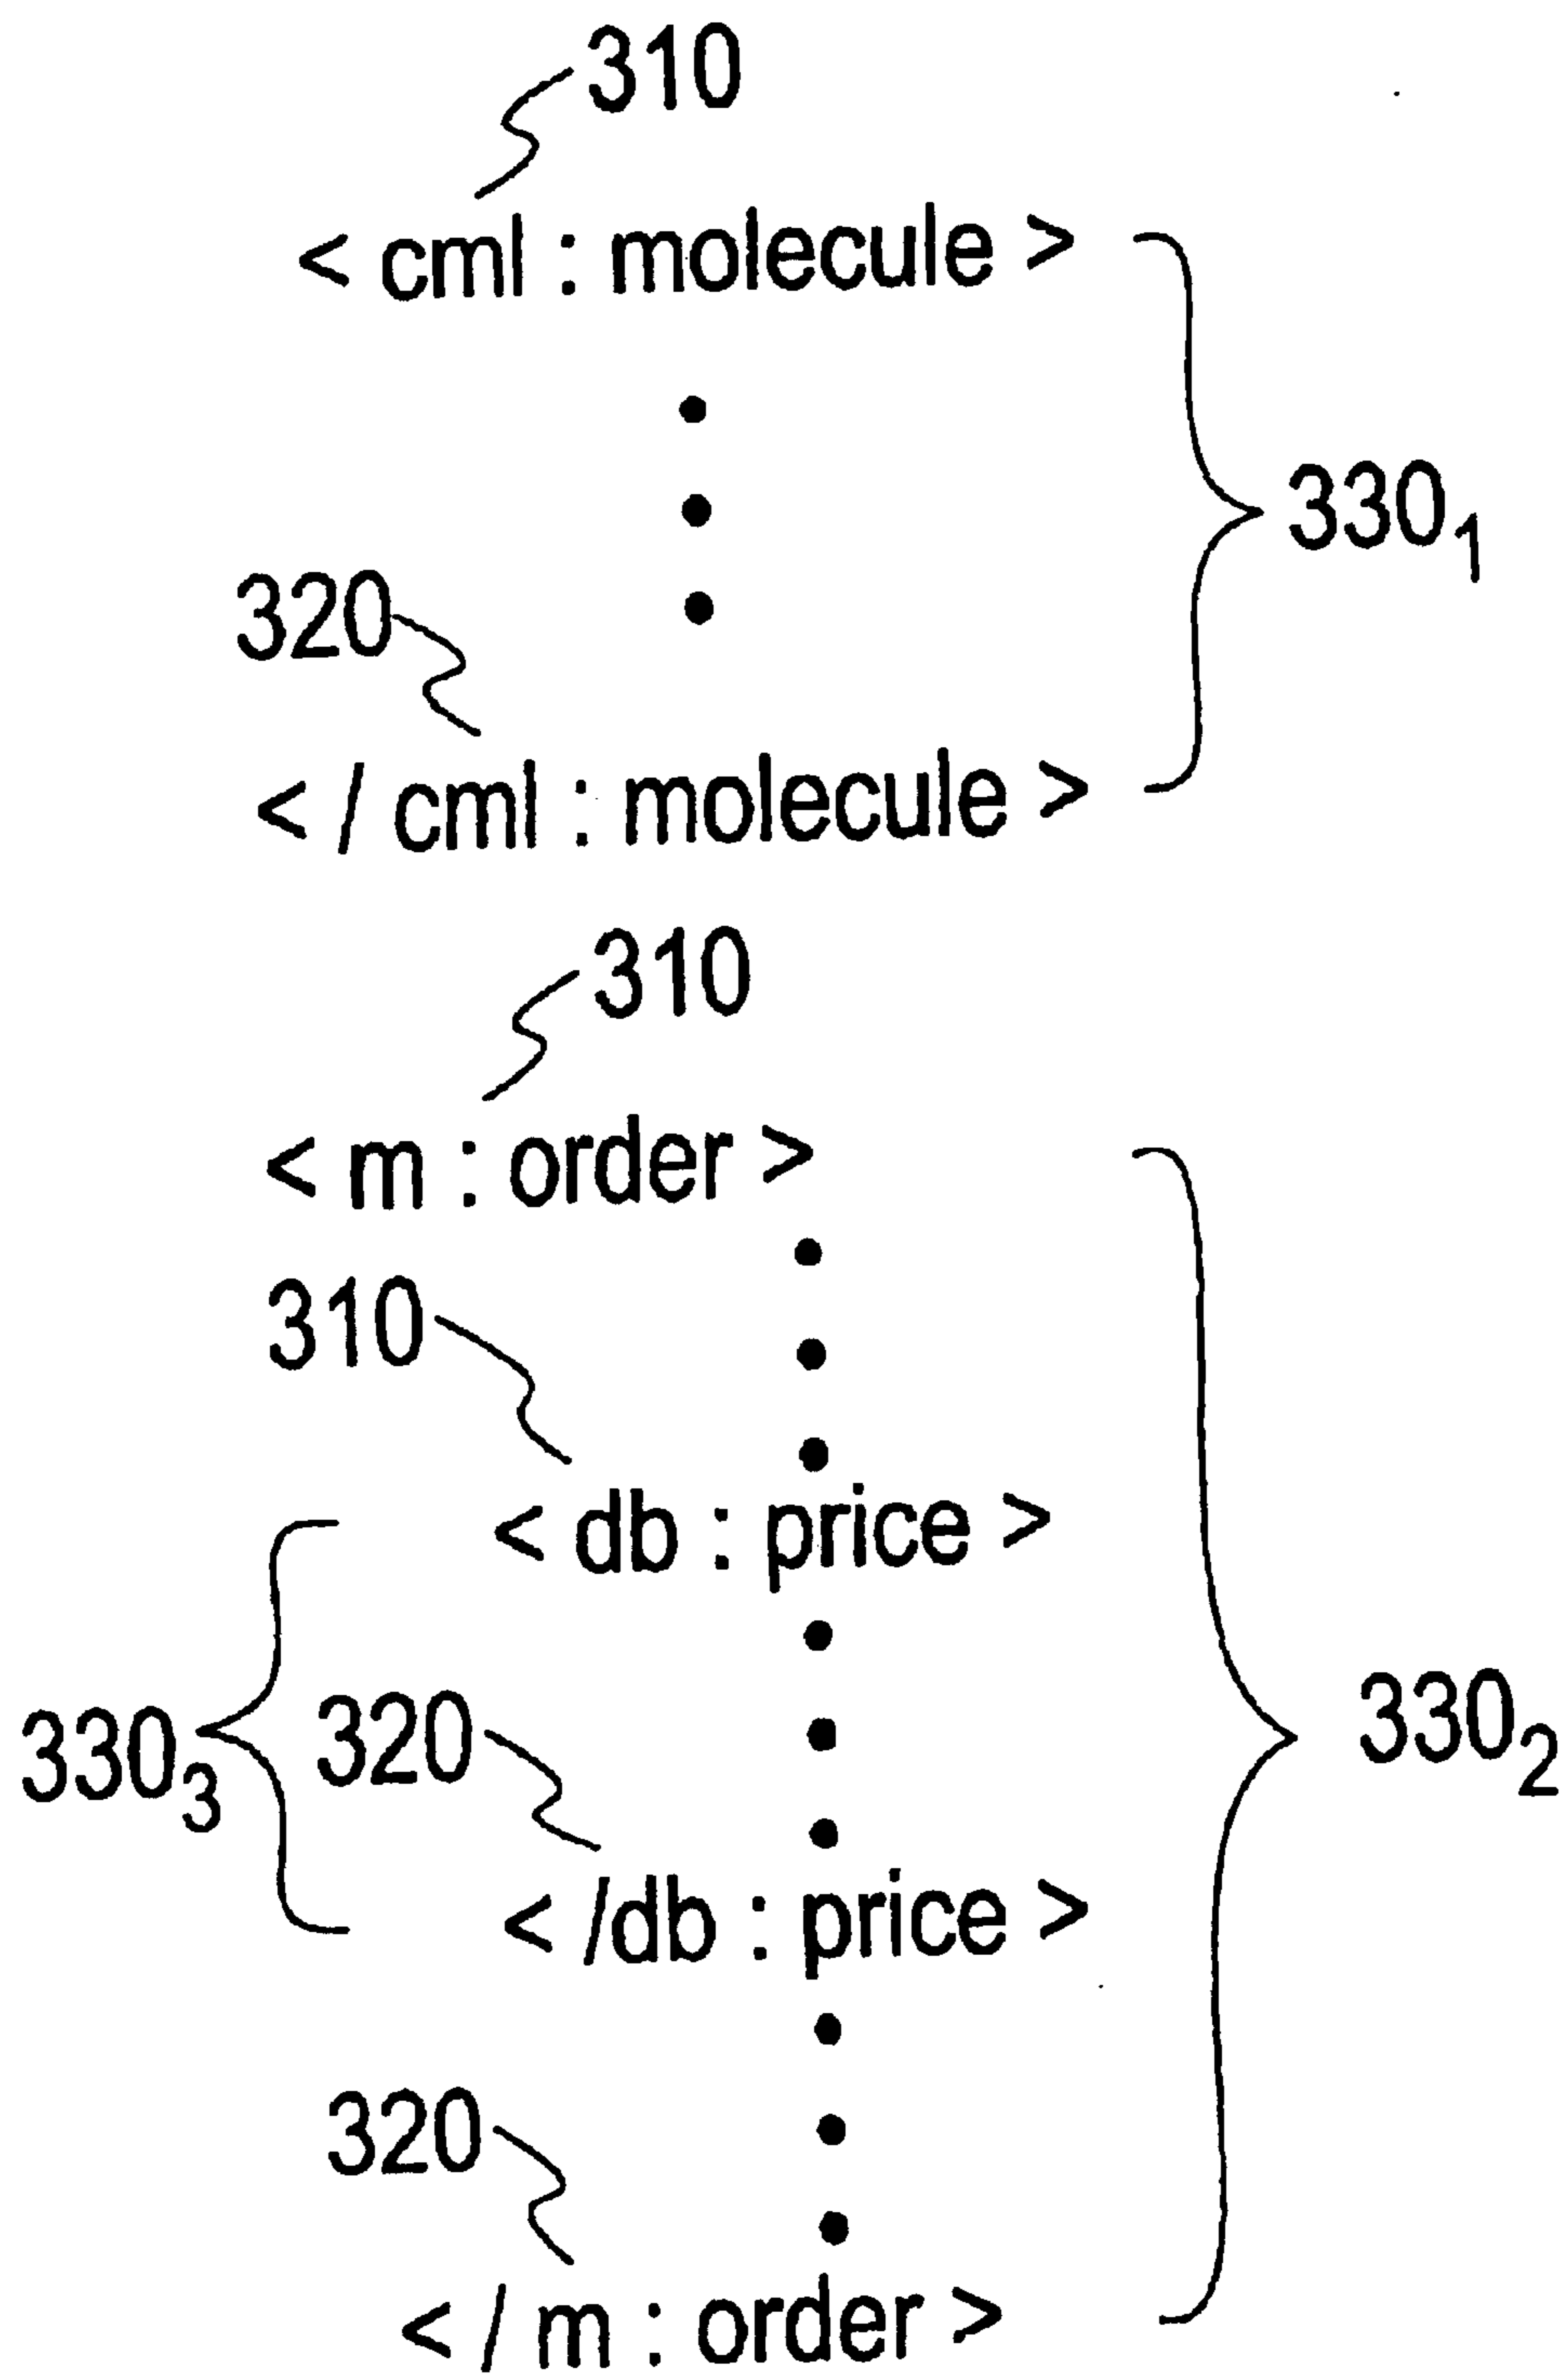 310
< cml : molecule >
330₁
320
</ cml : molecule >
310
< m : order >
310
< db : price >
330₃
320
330₂
</db : price >
320
</ m : order >